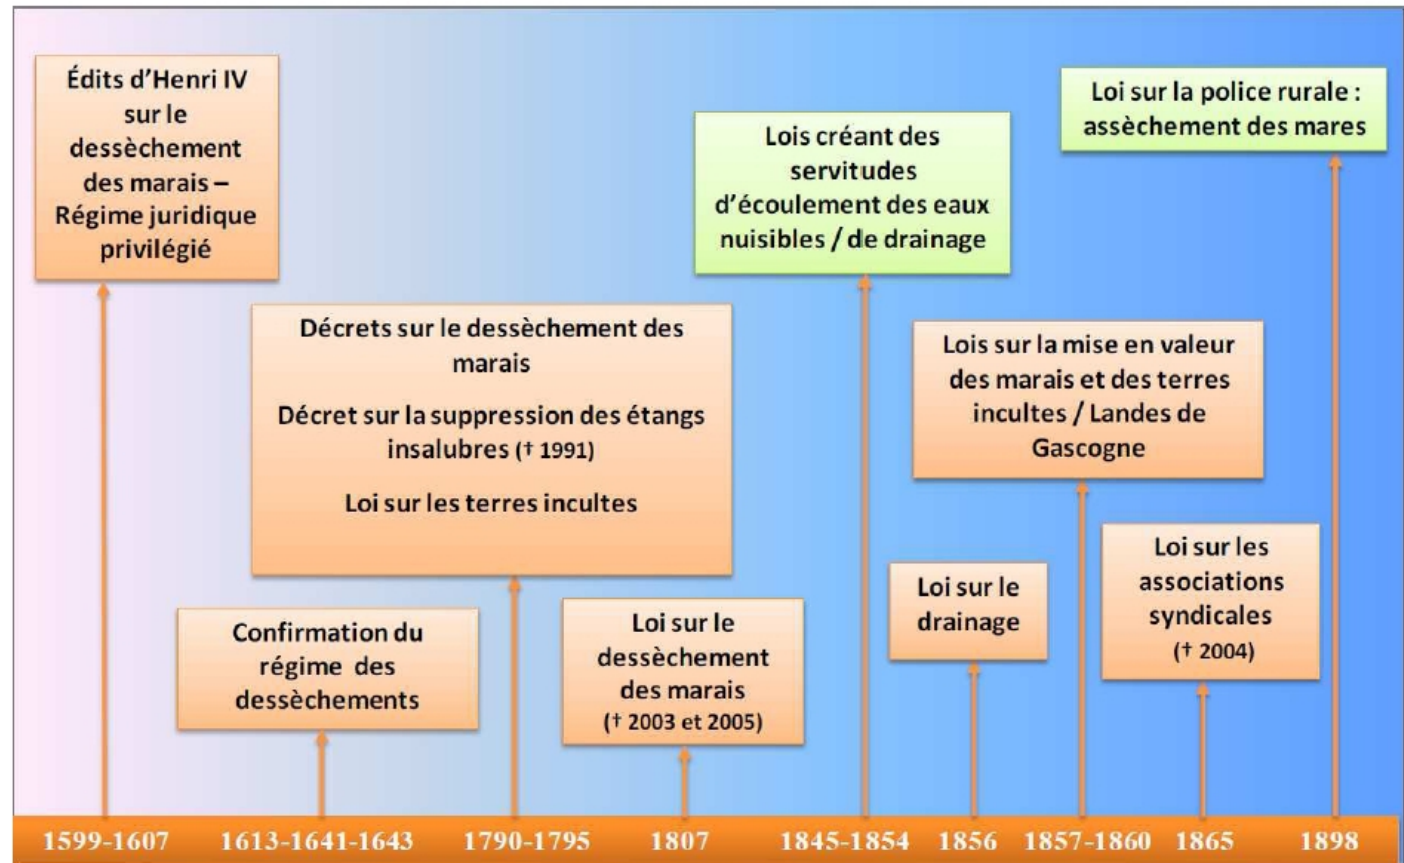 Édits d’Henri IV
sur le
dessèchement
des marais –
Régime juridique
privilégié
Confirmation du
régime des
dessèchements
Décrets sur le dessèchement des
marais
Décret sur la suppression des étangs
insalubres († 1991)
Loi sur les terres incultes
Loi sur le
dessèchement
des marais
(† 2003 et 2005)
Lois créant des
servitudes
d’écoulement des eaux
nuisibles / de drainage
Loi sur le
drainage
Lois sur la mise en valeur
des marais et des terres
incultes / Landes de
Gascogne
Loi sur les
associations
syndicales
(† 2004)
Loi sur la police rurale :
assèchement des mares
1599-1607 1613-1641-1643 1790-1795 1807 1845-1854 1856 1857-1860 1865 1898